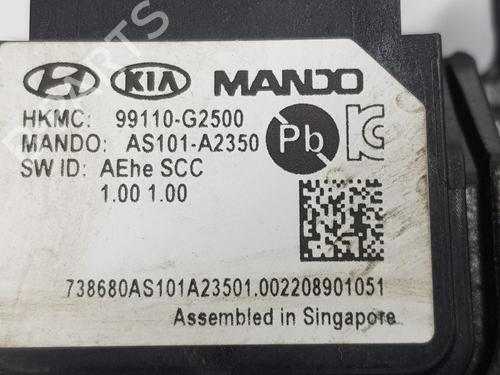 HYUNDAI KIA MANDO
HKMC: 99110-G2500
MANDO: AS101-A2350
SW ID: AEhe SCC
1.00 1.00
Pb
738680AS101A23501.002208901051
Assembled in Singapore